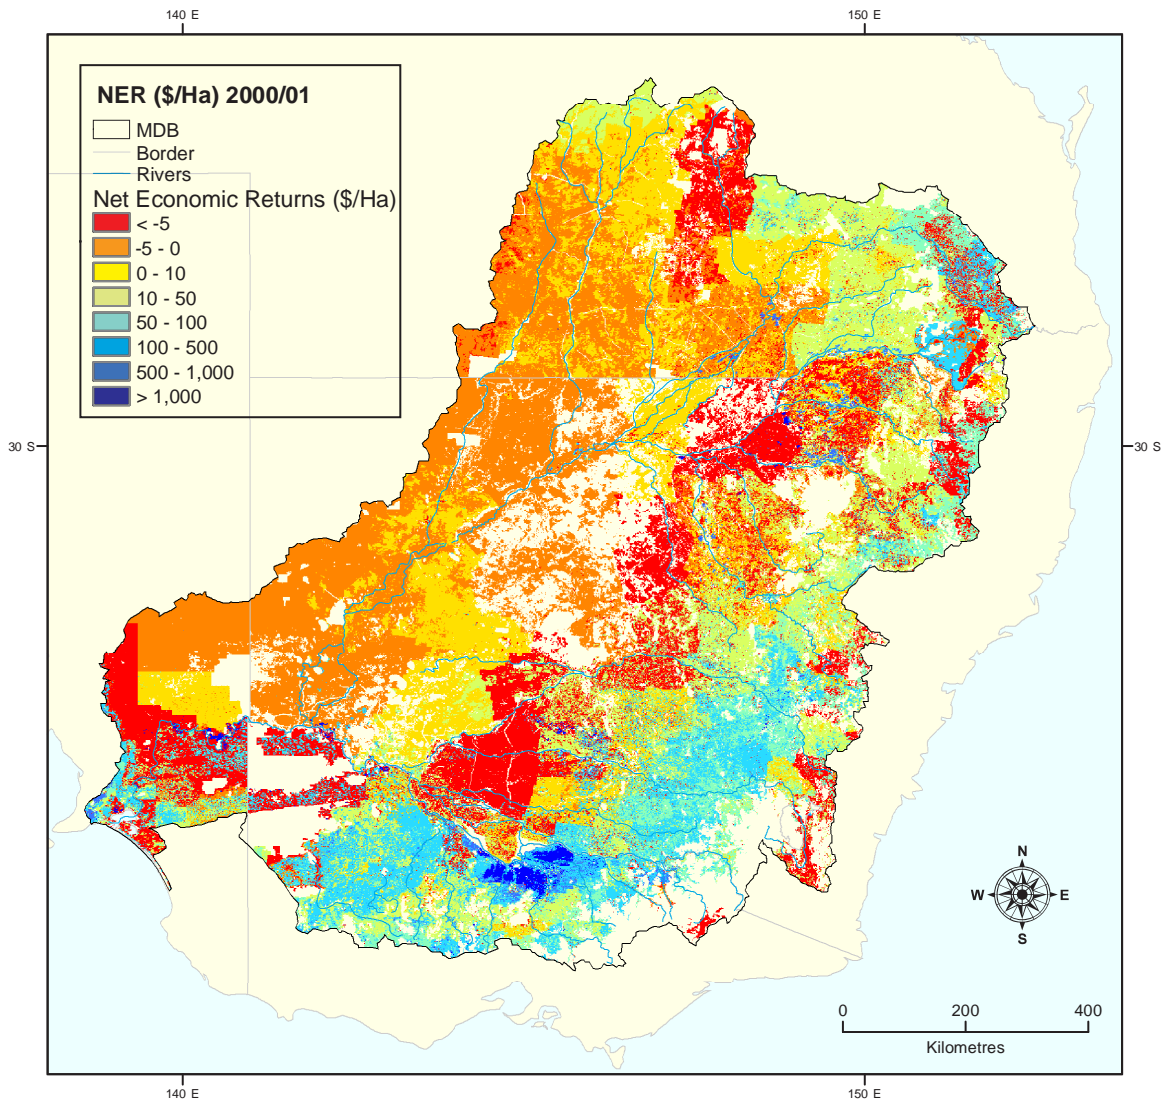 140 E
150 E
NER ($/Ha) 2000/01
MDB
Border
Rivers
Net Economic Returns ($/Ha)
< -5
-5 - 0
0 - 10
10 - 50
50 - 100
100 - 500
500 - 1,000
> 1,000
30 S
30 S
N
W
E
S
0
200
400
Kilometres
140 E
150 E